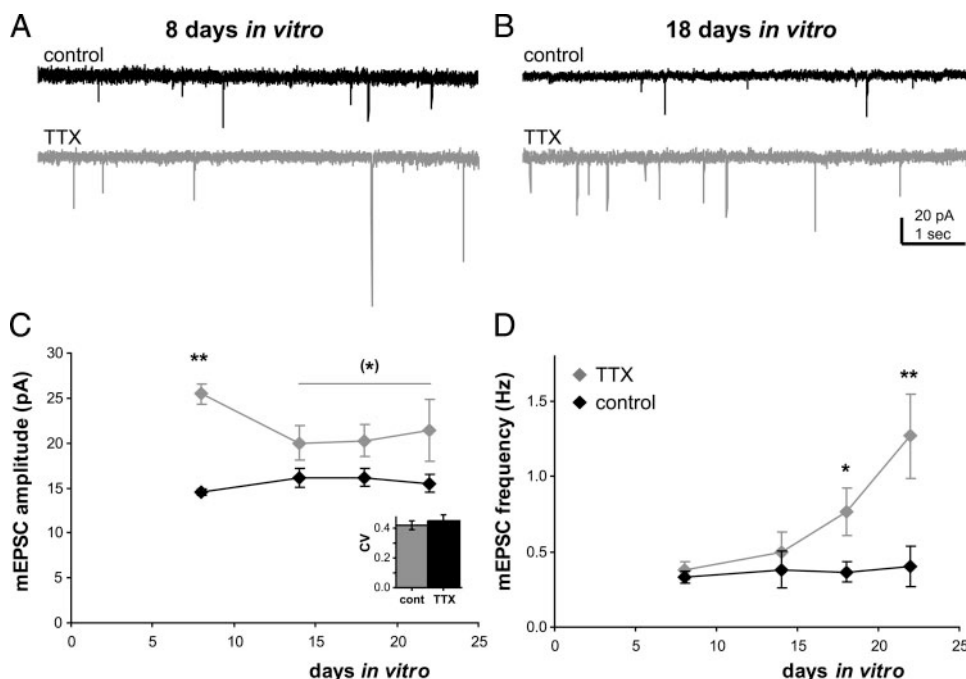 A
8 days in vitro
control
TTX
B
18 days in vitro
control
TTX
20 pA
1 sec
C
mEPSC amplitude (pA)
30
25
20
15
10
5
0
**
(*)
CV
0.4
0.2
0.0
cont TTX
0 5 10 15 20 25
days in vitro
D
mEPSC frequency (Hz)
1.5
1.0
0.5
0.0
TTX
control
*
**
0 5 10 15 20 25
days in vitro